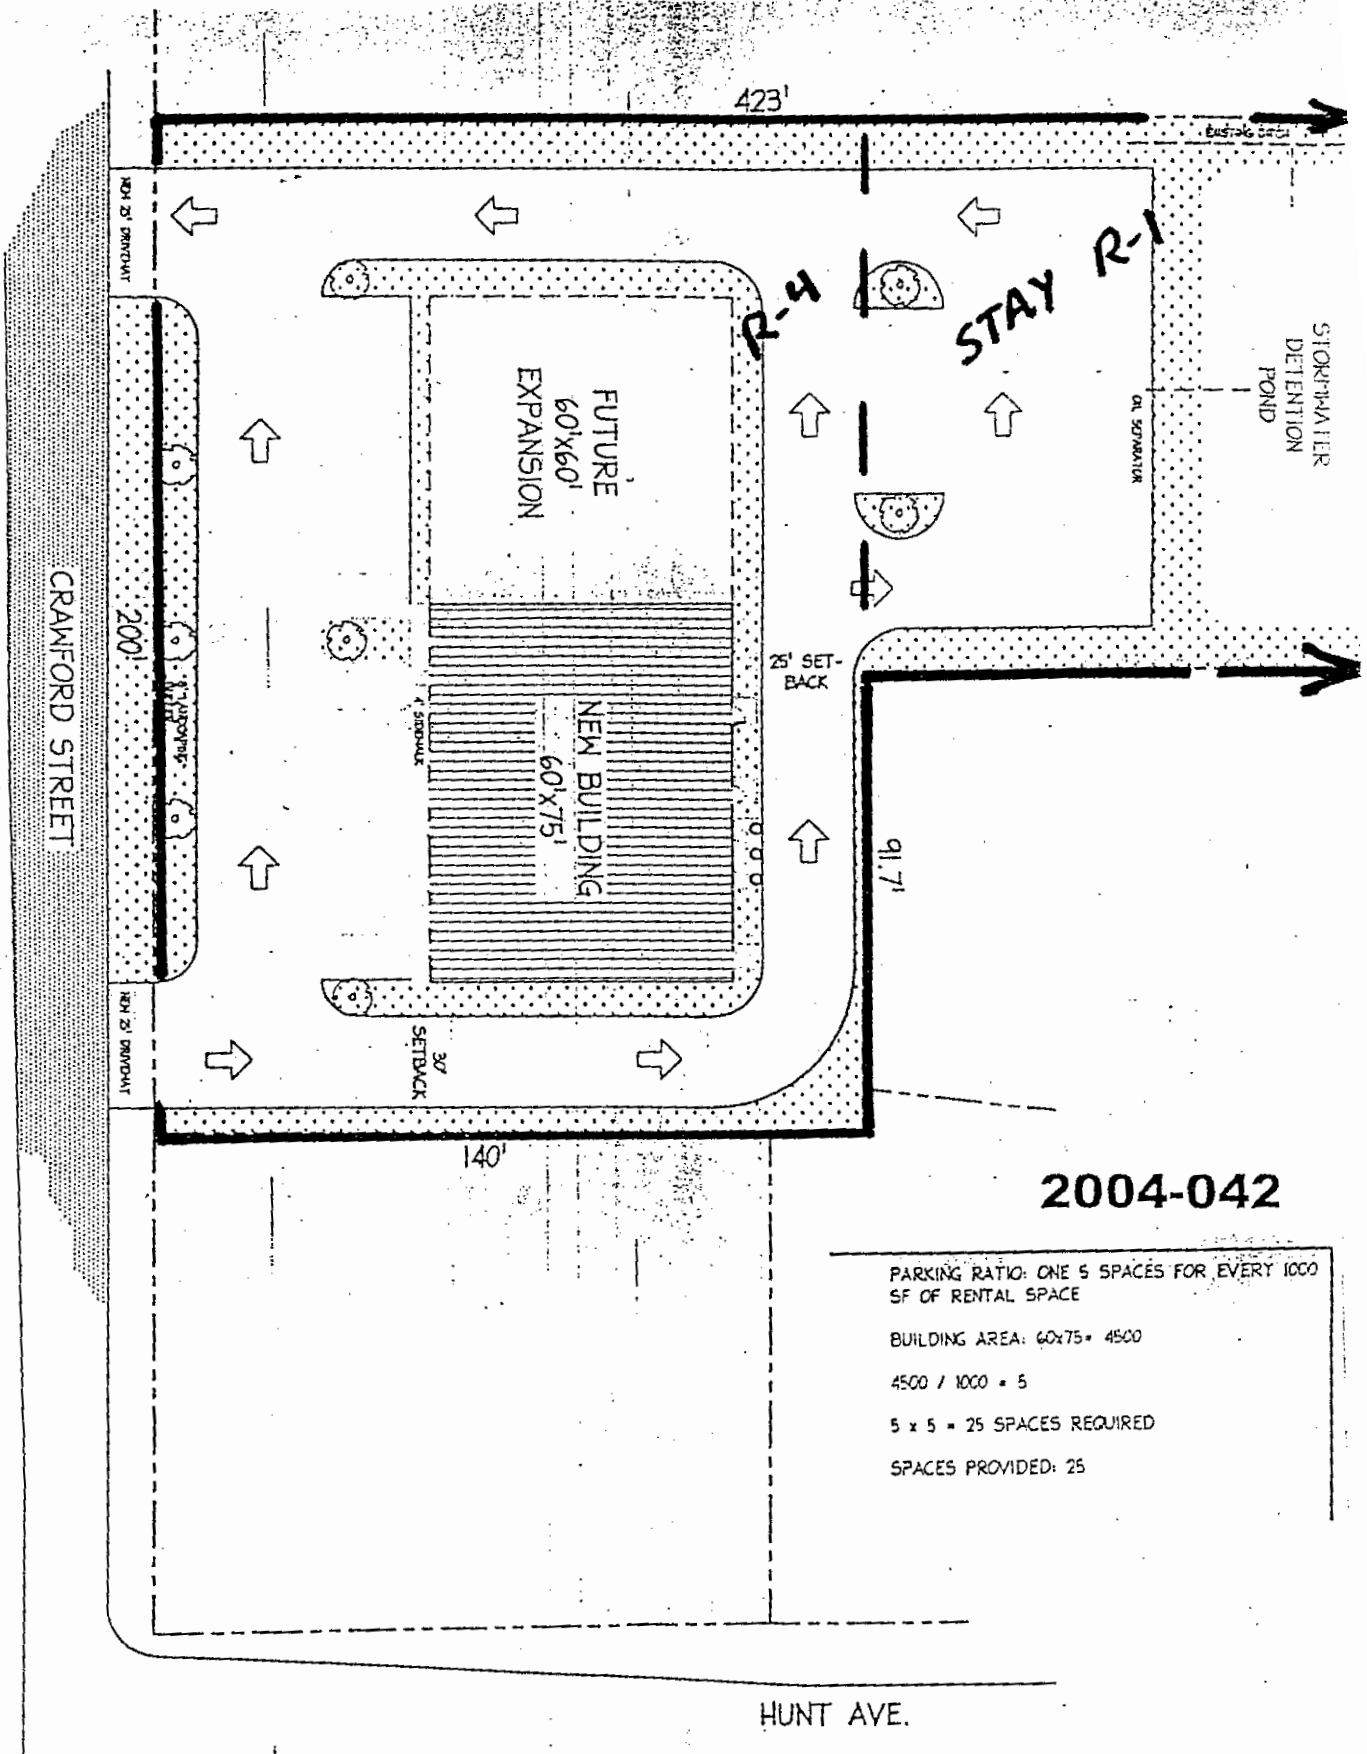 423'
EXISTING DITCH
NEW 25' DRIVEWAY
R-4
STAY R-1
STORMWATER
DETENTION
POND
OIL SEPARATOR
FUTURE
60'X60'
EXPANSION
CRAWFORD STREET
200'
25' SET-
BACK
4' SIDEWALK
NEW BUILDING
60'X75'
91.7'
NEW 25' DRIVEWAY
30'
SETBACK
140'
2004-042
PARKING RATIO: ONE 5 SPACES FOR EVERY 1000
SF OF RENTAL SPACE
BUILDING AREA: 60x75= 4500
4500 / 1000 = 5
5 x 5 = 25 SPACES REQUIRED
SPACES PROVIDED: 25
HUNT AVE.